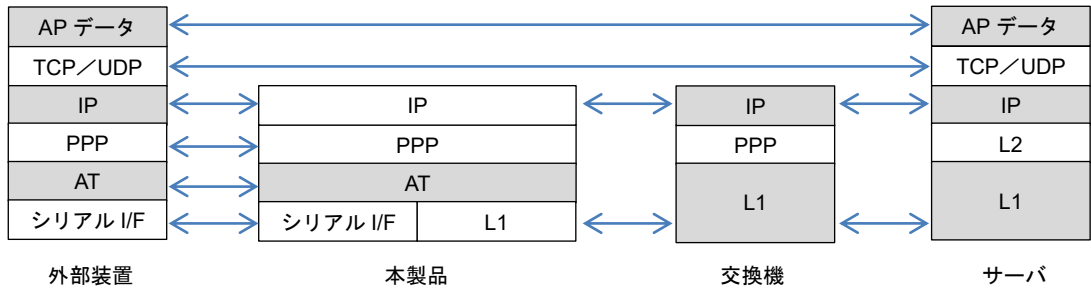 AP データ
AP データ
TCP／UDP
TCP／UDP
IP
IP
IP
IP
PPP
PPP
PPP
L2
AT
AT
L1
L1
シリアル I/F
シリアル I/F
L1
外部装置
本製品
交換機
サーバ